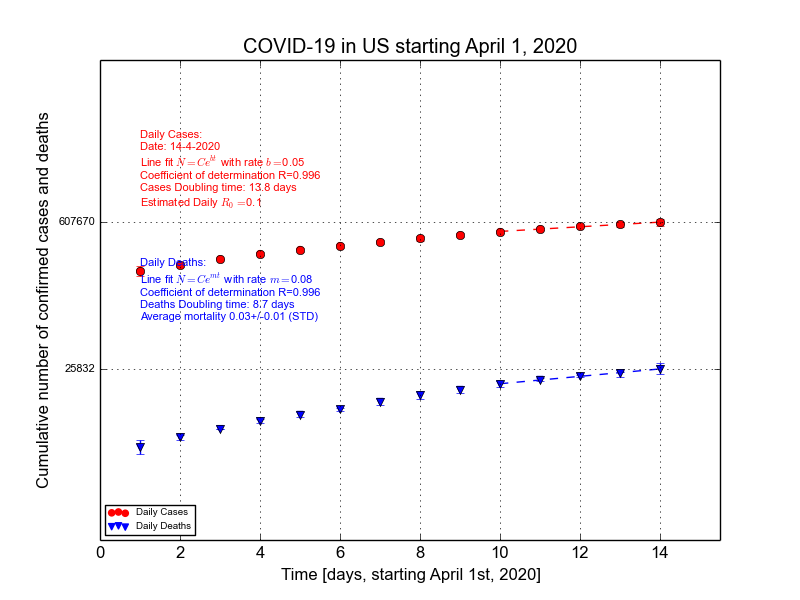 COVID-19 in US starting April 1, 2020
Cumulative number of confirmed cases and deaths
Daily Cases:
Date: 14-4-2020
Line fit N=Ce^{bt} with rate b=0.05
Coefficient of determination R=0.996
Cases Doubling time: 13.8 days
Estimated Daily R_0=0.1
607670
Daily Deaths:
Line fit N=Ce^{mt} with rate m=0.08
Coefficient of determination R=0.996
Deaths Doubling time: 8.7 days
Average mortality 0.03+/-0.01 (STD)
25832
Daily Cases
Daily Deaths
0 2 4 6 8 10 12 14
Time [days, starting April 1st, 2020]